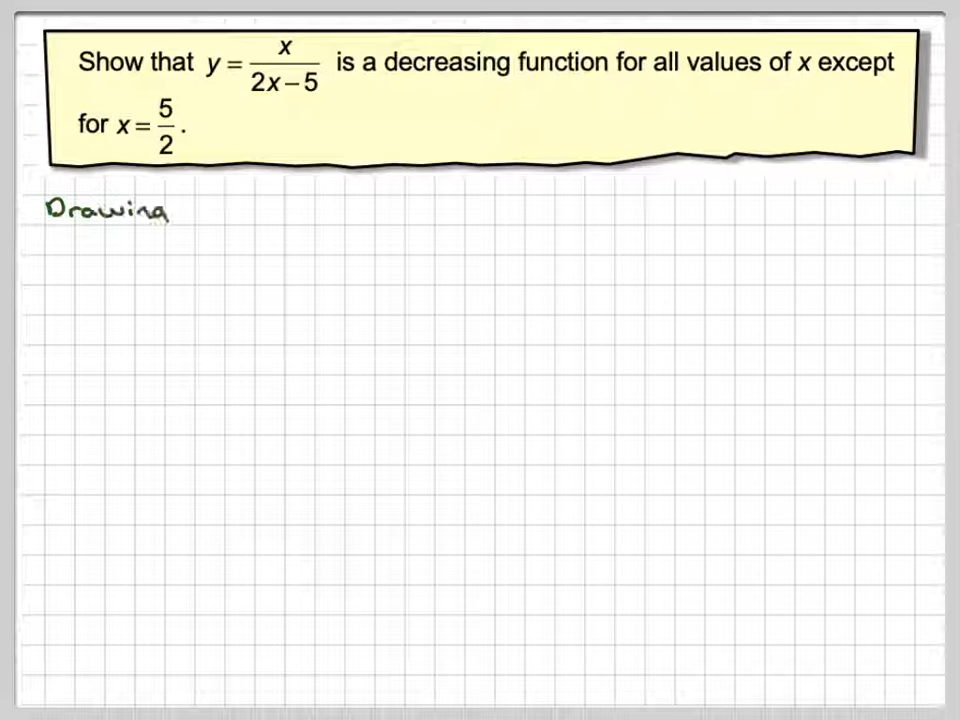 Show that y = x / (2x − 5) is a decreasing function for all values of x except
for x = 5/2.
Drawing